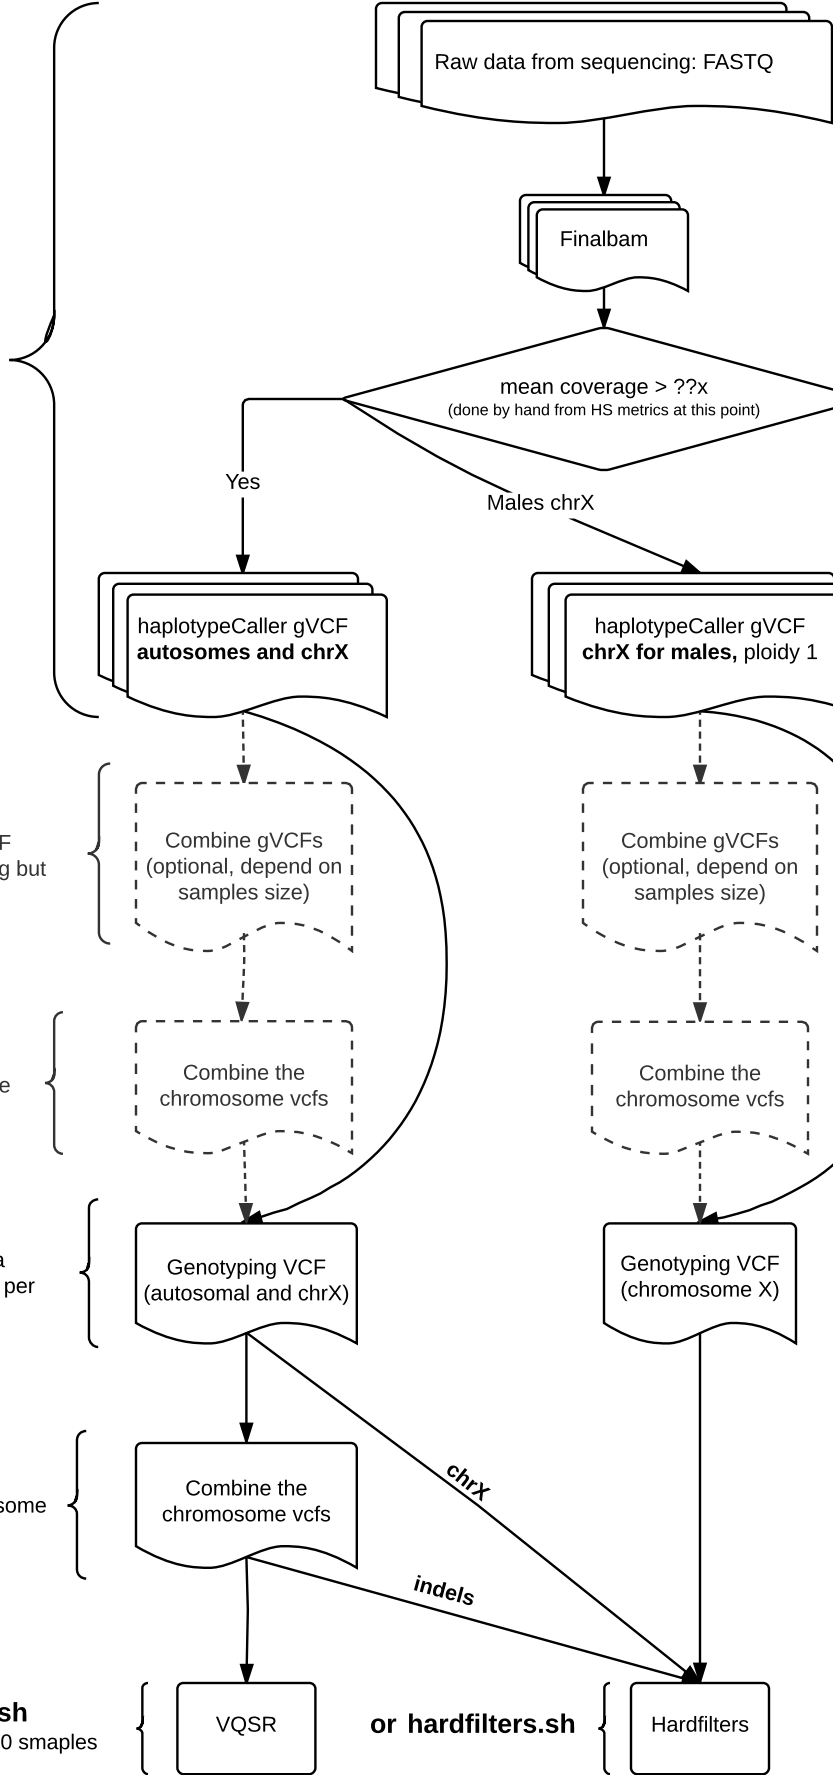 Raw data from sequencing: FASTQ
Finalbam
mean coverage > ??x
(done by hand from HS metrics at this point)
Yes
Males chrX
haplotypeCaller gVCF
autosomes and chrX
haplotypeCaller gVCF
chrX for males, ploidy 1
F
g but
Combine gVCFs
(optional, depend on
samples size)
Combine gVCFs
(optional, depend on
samples size)
e
Combine the
chromosome vcfs
Combine the
chromosome vcfs
a
per
Genotyping VCF
(autosomal and chrX)
Genotyping VCF
(chromosome X)
chrX
some
Combine the
chromosome vcfs
indels
sh
0 smaples
VQSR
or hardfilters.sh
Hardfilters